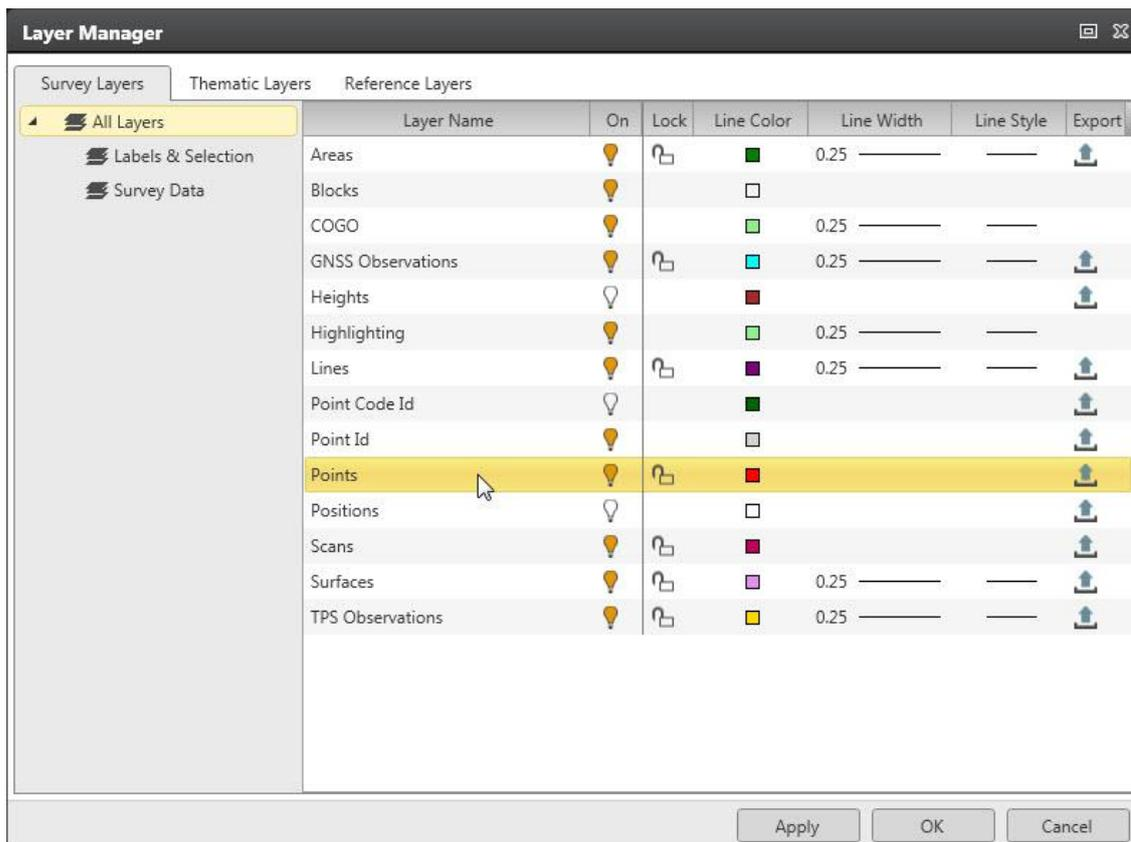 Layer Manager
Survey Layers Thematic Layers Reference Layers
All Layers
Labels & Selection
Survey Data
Layer Name On Lock Line Color Line Width Line Style Export
Areas 0.25
Blocks
COGO 0.25
GNSS Observations 0.25
Heights
Highlighting 0.25
Lines 0.25
Point Code Id
Point Id
Points
Positions
Scans
Surfaces 0.25
TPS Observations 0.25
Apply OK Cancel